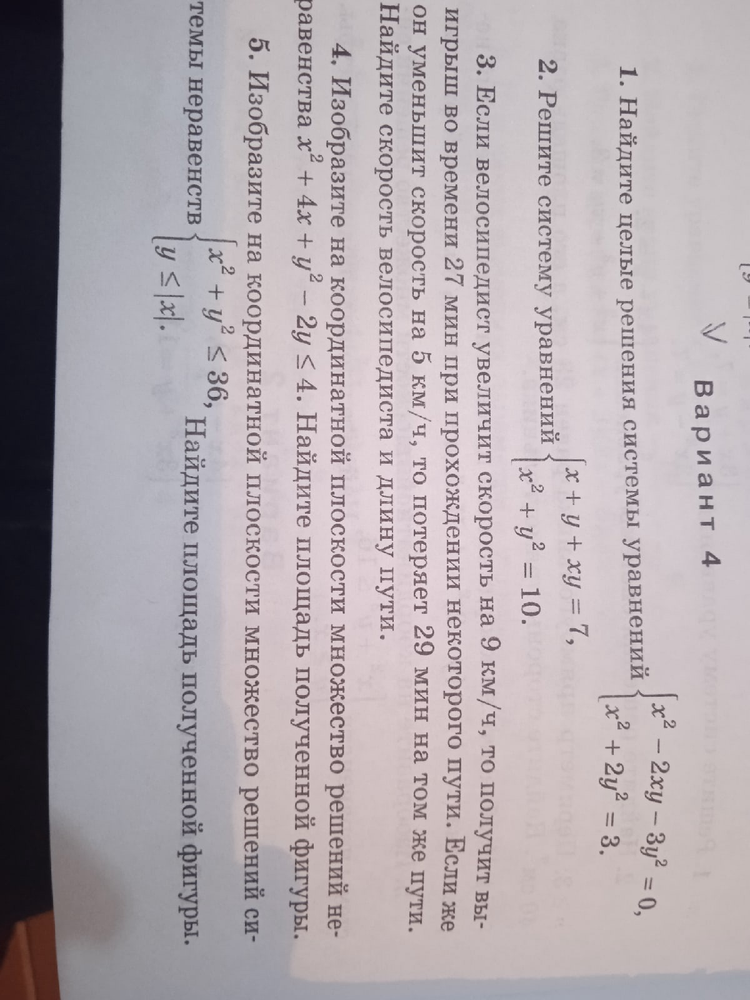 Вариант 4
1. Найдите целые решения системы уравнений { x² − 2xy − 3y² = 0,
x² + 2y² = 3.
2. Решите систему уравнений { x + y + xy = 7,
x² + y² = 10.
3. Если велосипедист увеличит скорость на 9 км/ч, то получит вы-
игрыш во времени 27 мин при прохождении некоторого пути. Если же
он уменьшит скорость на 5 км/ч, то потеряет 29 мин на том же пути.
Найдите скорость велосипедиста и длину пути.
4. Изобразите на координатной плоскости множество решений не-
равенства x² + 4x + y² − 2y ≤ 4. Найдите площадь полученной фигуры.
5. Изобразите на координатной плоскости множество решений си-
темы неравенств { x² + y² ≤ 36,
y ≤ |x|. Найдите площадь полученной фигуры.